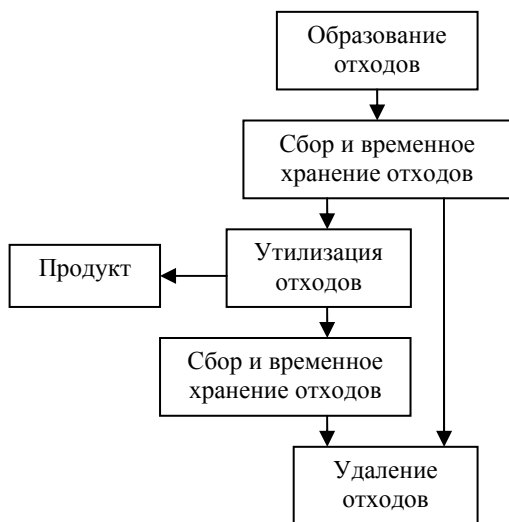 Образование
отходов
Сбор и временное
хранение отходов
Утилизация
отходов
Продукт
Сбор и временное
хранение отходов
Удаление
отходов